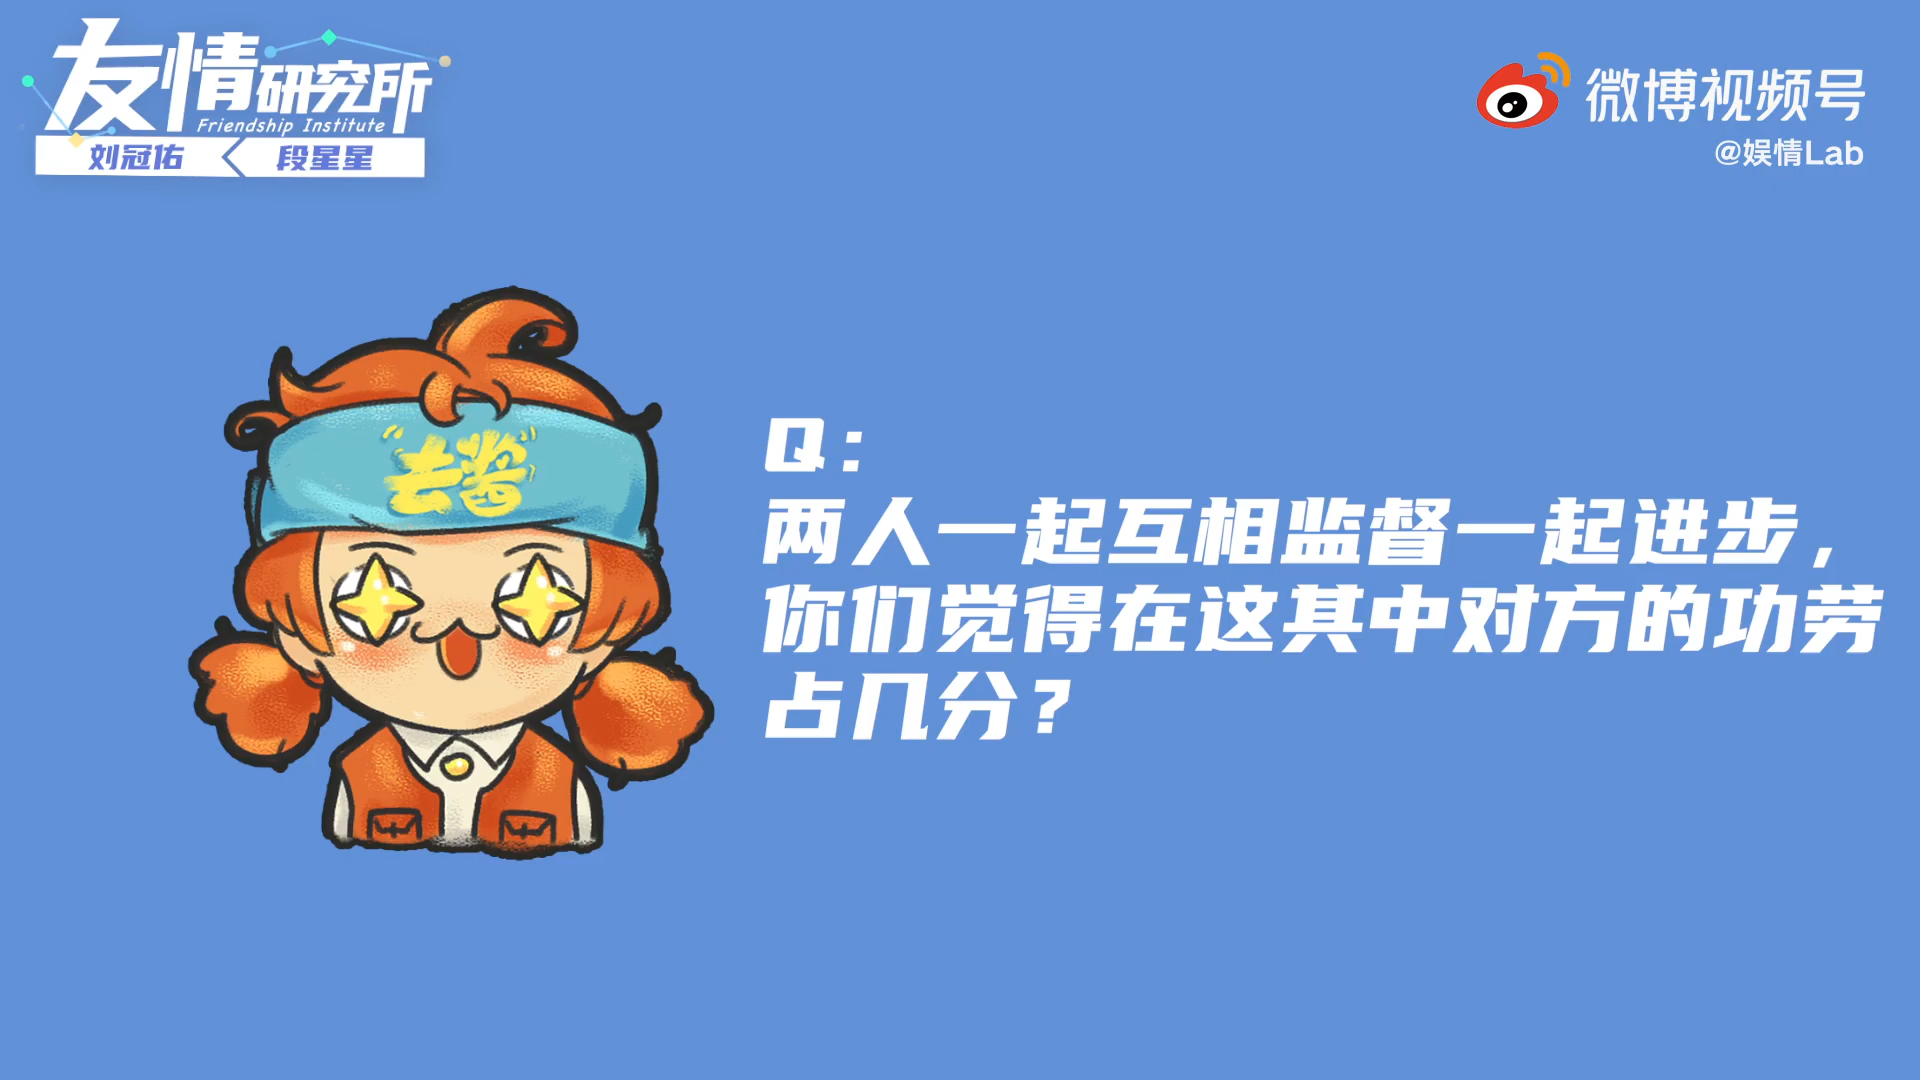 友情研究所
Friendship Institute
刘冠佑 段星星
微博视频号
@娱情Lab
"去酱"
Q：
两人一起互相监督一起进步，
你们觉得在这其中对方的功劳
占几分？